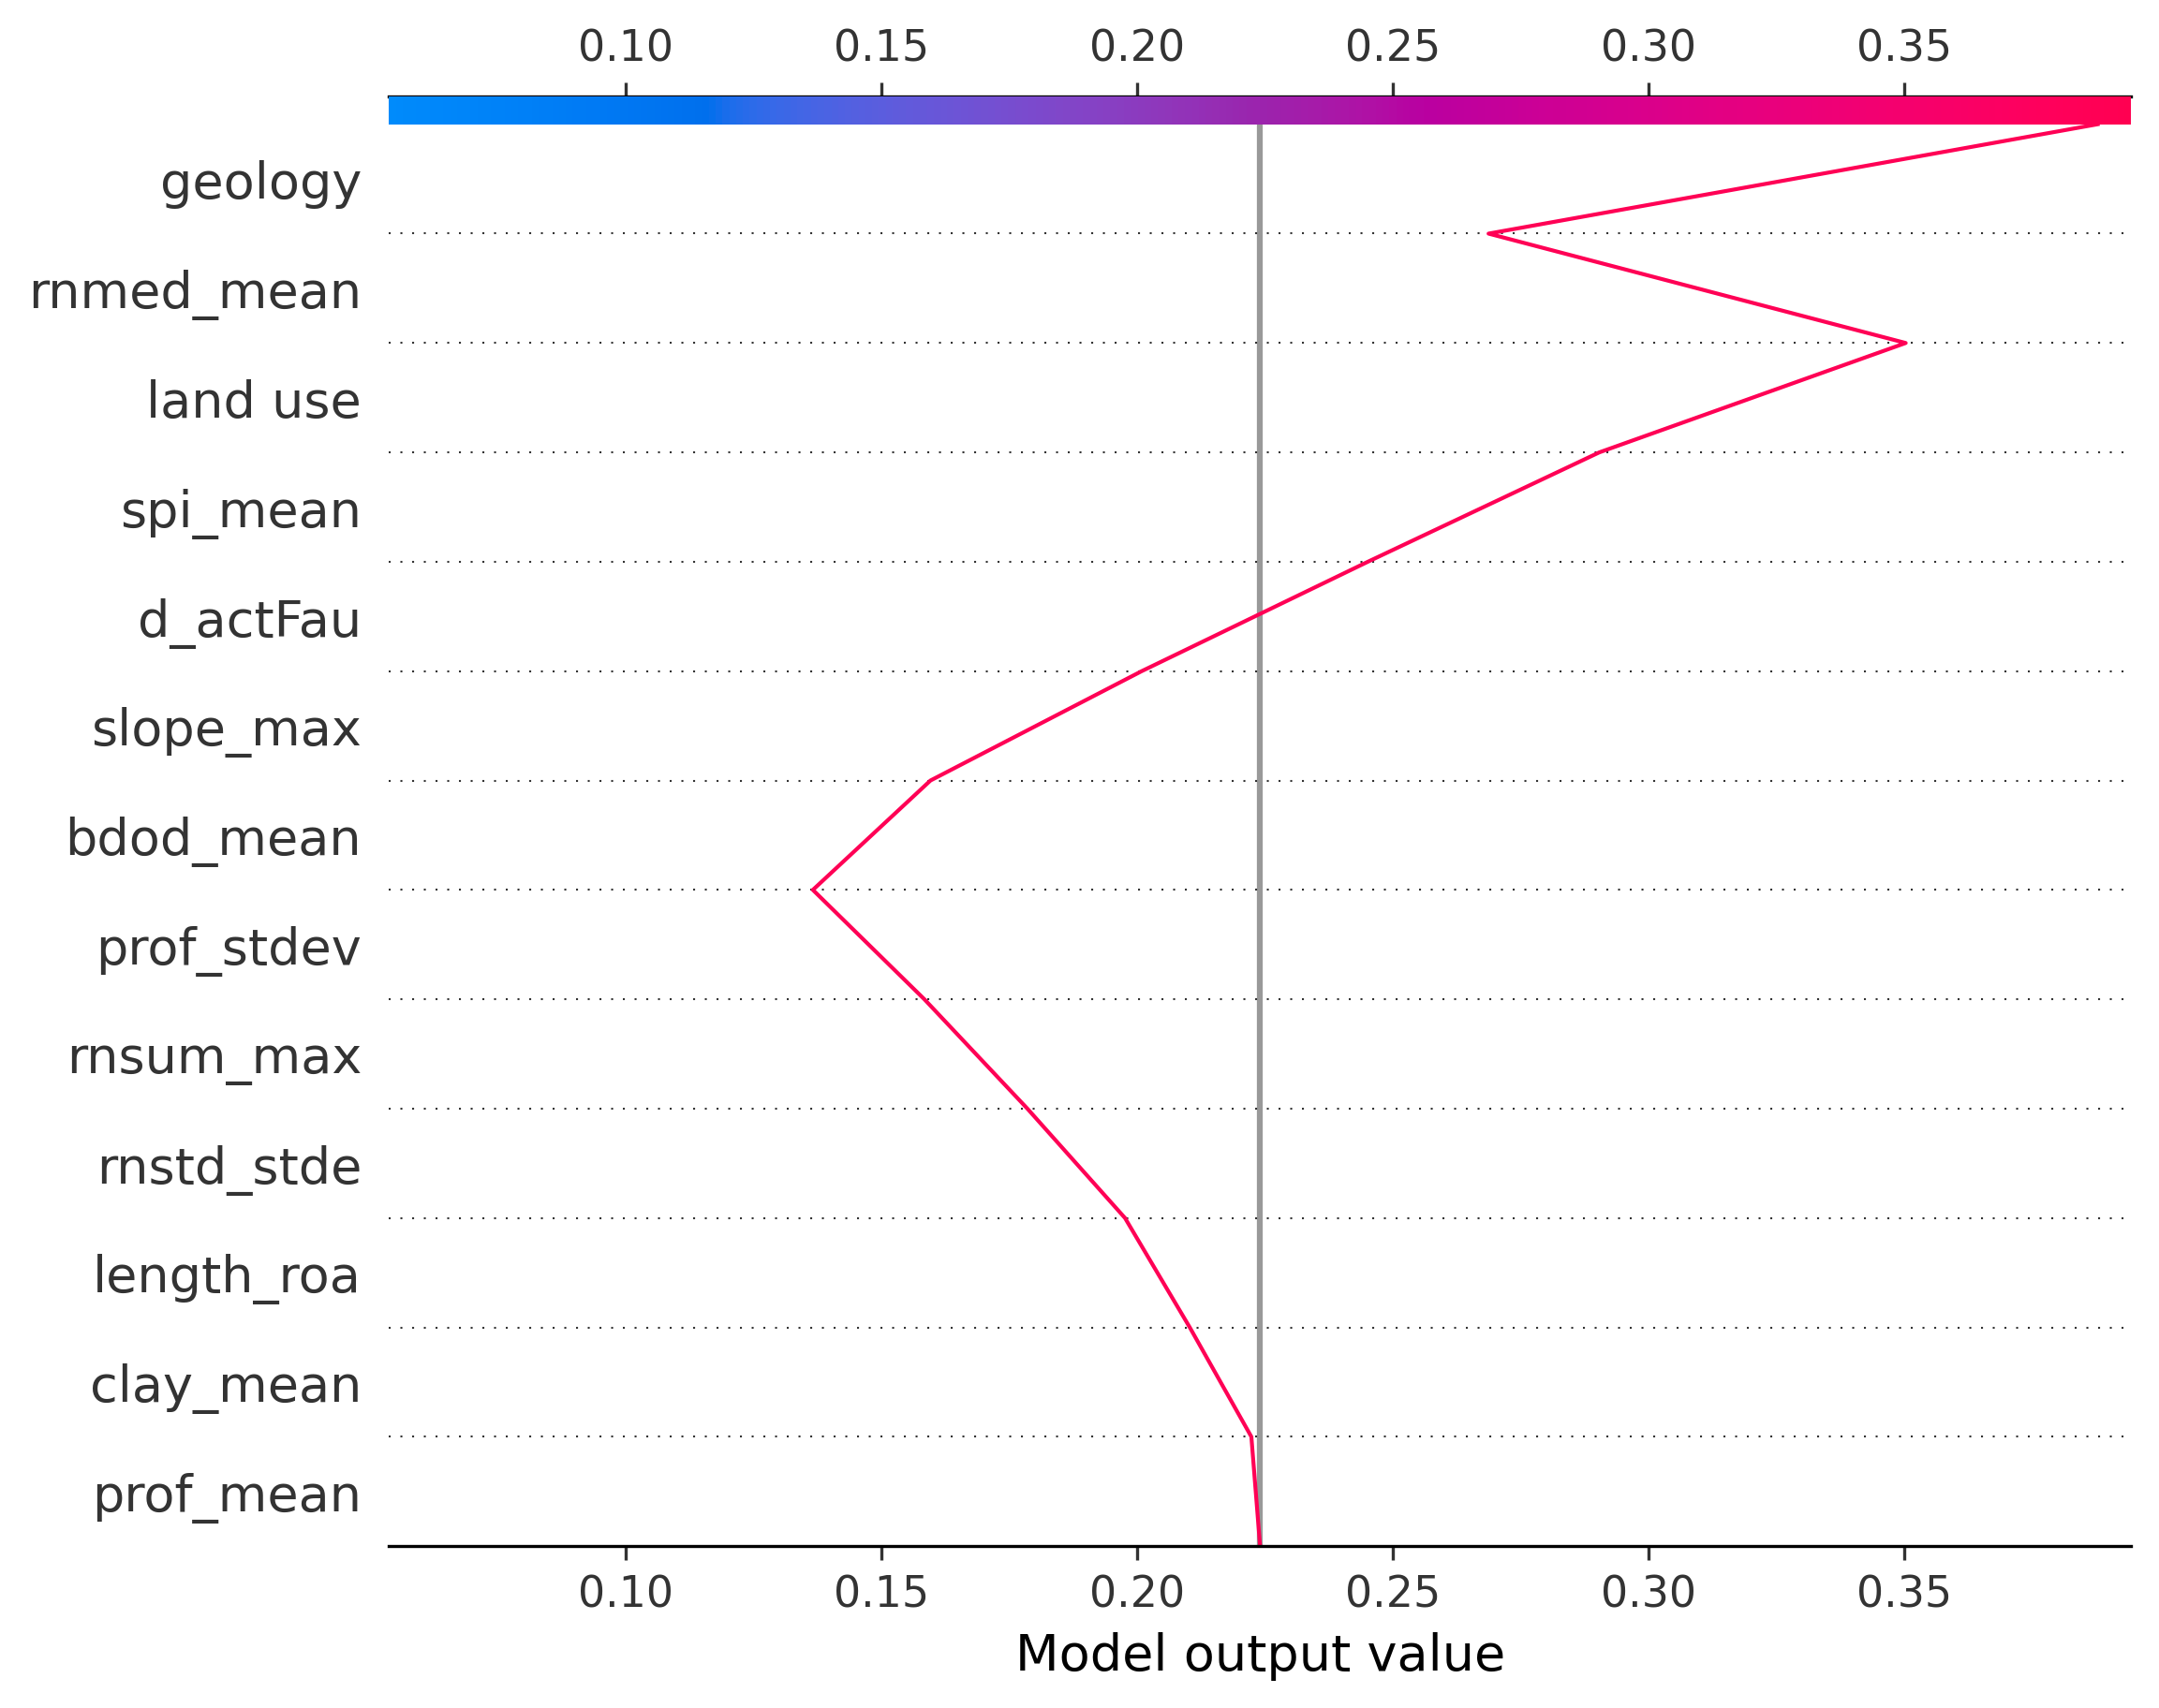 0.10 0.15 0.20 0.25 0.30 0.35
geology
rnmed_mean
land use
spi_mean
d_actFau
slope_max
bdod_mean
prof_stdev
rnsum_max
rnstd_stde
length_roa
clay_mean
prof_mean
0.10 0.15 0.20 0.25 0.30 0.35
Model output value